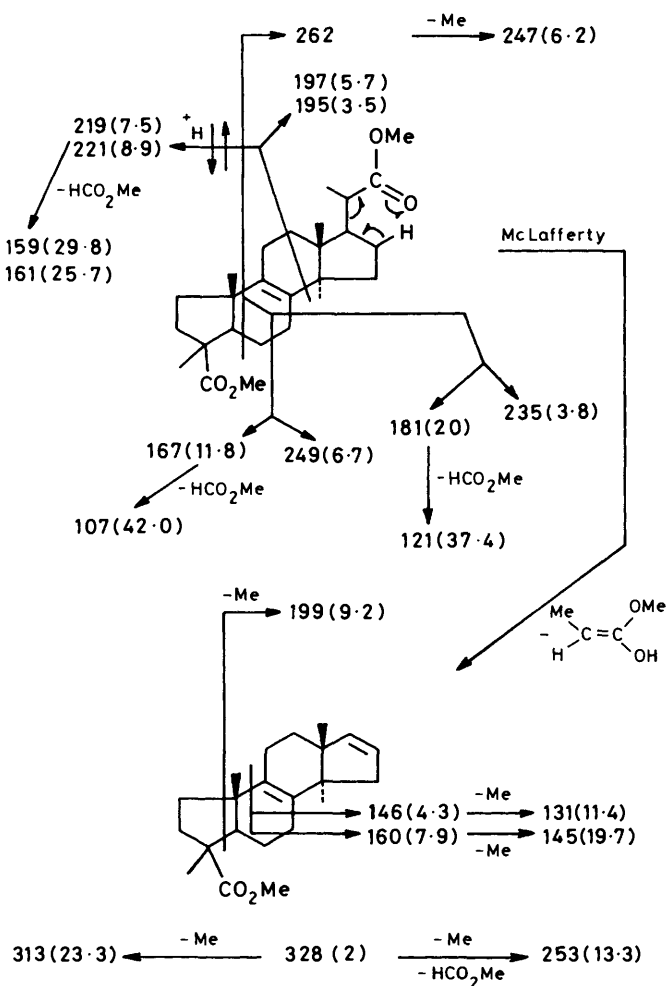 262
- Me
247(6·2)
197(5·7)
195(3·5)
219(7·5)
221(8·9)
+
H
-HCO2Me
159(29·8)
161(25·7)
OMe
C
O
H
McLafferty
CO2Me
167(11·8)
249(6·7)
181(20)
235(3·8)
-HCO2Me
107(42·0)
-HCO2Me
121(37·4)
-Me
199(9·2)
Me
OMe
- C=C
H
OH
146(4·3)
-Me
131(11·4)
160(7·9)
-Me
145(19·7)
CO2Me
313(23·3)
- Me
328 (2)
- Me
- HCO2Me
253(13·3)